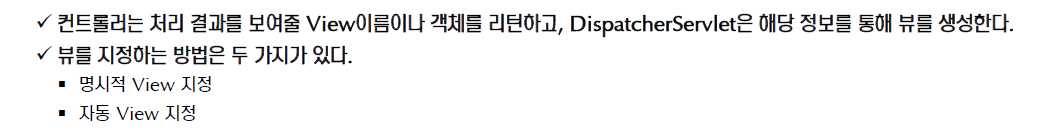 ✓ 컨트롤러는 처리 결과를 보여줄 View이름이나 객체를 리턴하고, DispatcherServlet은 해당 정보를 통해 뷰를 생성한다.
✓ 뷰를 지정하는 방법은 두 가지가 있다.
▪ 명시적 View 지정
▪ 자동 View 지정